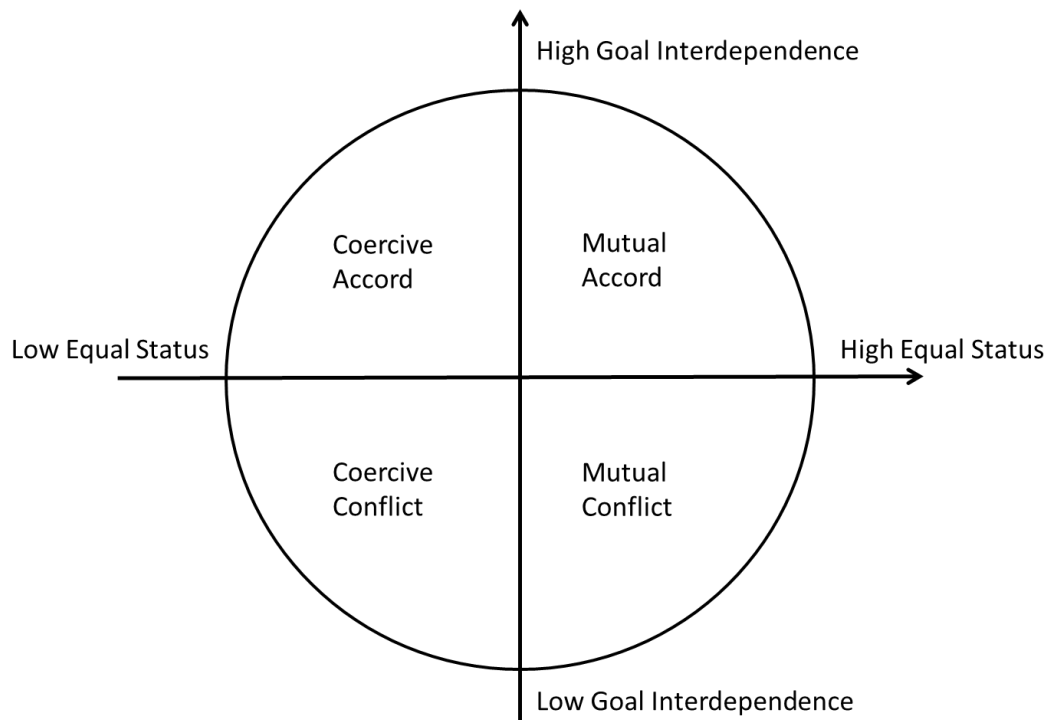 High Goal Interdependence
Coercive
Accord
Mutual
Accord
Low Equal Status
High Equal Status
Coercive
Conflict
Mutual
Conflict
Low Goal Interdependence